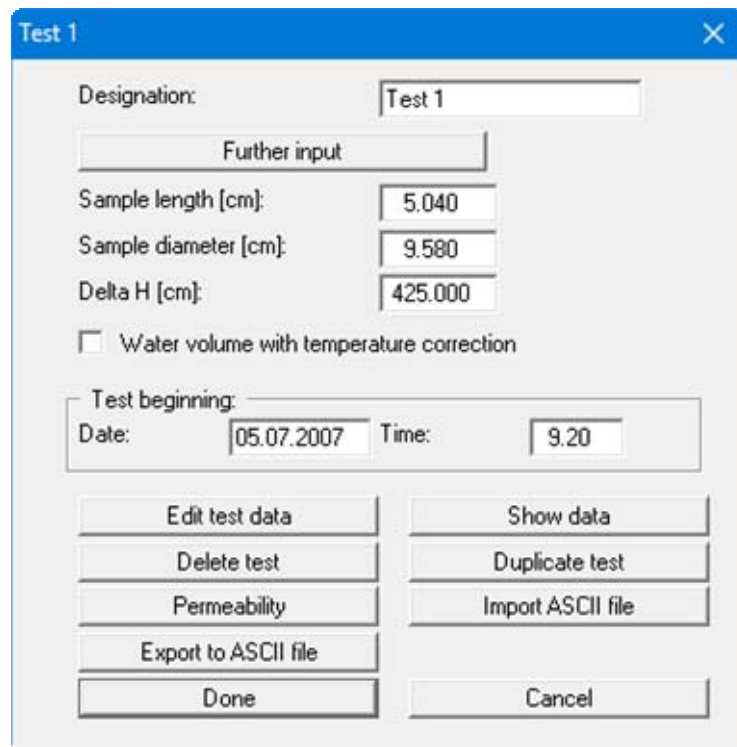 Test 1
Designation: Test 1
Further input
Sample length [cm]: 5.040
Sample diameter [cm]: 9.580
Delta H [cm]: 425.000
Water volume with temperature correction
Test beginning:
Date: 05.07.2007 Time: 9.20
Edit test data Show data
Delete test Duplicate test
Permeability Import ASCII file
Export to ASCII file
Done Cancel